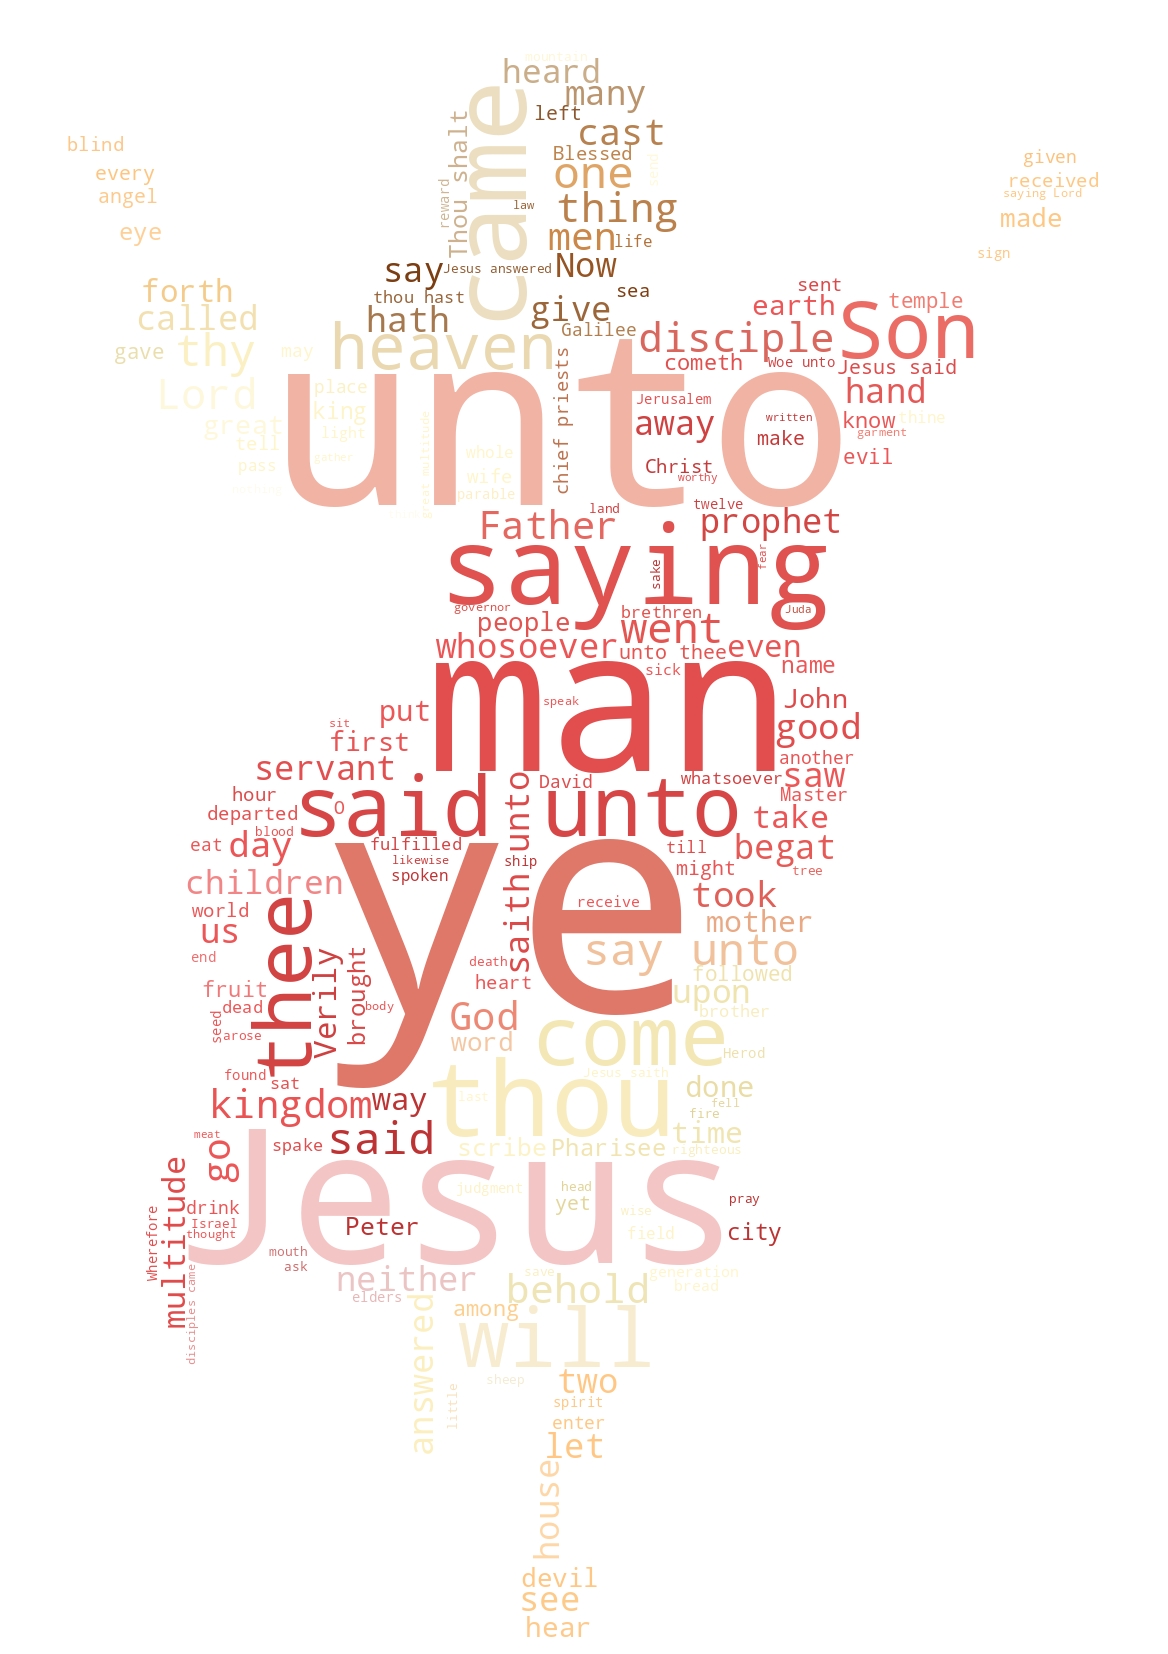 mountain
heard
many
came
left
cast
Thou shalt
Blessed
one
send
reward
law
thing
men
life
blind
every
angel
eye
given
received
saying Lord
made
sign
say
Jesus answered
Now
thou hast
sea
hath
give
Galilee
sent
earth
temple
forth
called
gave
thy
may
heaven
disciple
Son
cometh
Woe unto
Jesus said
Lord
place
unto
hand
king
great
light
tell
gather
pass
nothing
great multitude
whole
wife
parable
chief priests
Jerusalem
away
written
make
know
thine
garment
evil
Christ
worthy
Father
land
twelve
prophet
saying
sake
fear
governor
people
brethren
went
Juda
whosoever
unto thee
even
sick
name
man
speak
put
sit
first
John
good
another
servant
said unto
David
whatsoever
saw
Master
hour
O
departed
blood
take
eat
day
fulfilled
likewise
spoken
ship
saith unto
till
might
begat
tree
children
ye
receive
took
world
us
thee
end
mother
say unto
followed
death
heart
upon
brother
fruit
dead
seed
arose
Verily
brought
body
God
word
come
Herod
found
sat
thou
Jesus saith
done
last
fell
fire
kingdom
way
time
said
scribe
Pharisee
righteous
meat
go
spake
Jesus
judgment
head
yet
pray
wise
field
city
multitude
Wherefore
drink
Israel
thought
Peter
mouth
ask
disciples came
neither
elders
save
generation
bread
behold
among
will
answered
little
sheep
two
spirit
enter
let
house
devil
see
hear